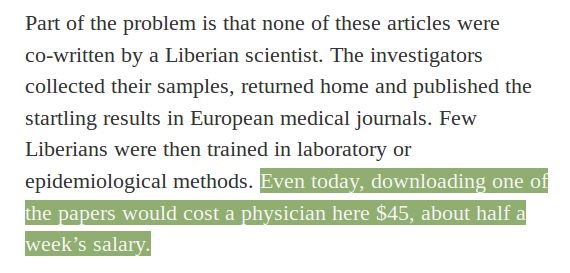 Part of the problem is that none of these articles were
co-written by a Liberian scientist. The investigators
collected their samples, returned home and published the
startling results in European medical journals. Few
Liberians were then trained in laboratory or
epidemiological methods. Even today, downloading one of
the papers would cost a physician here $45, about half a
week’s salary.